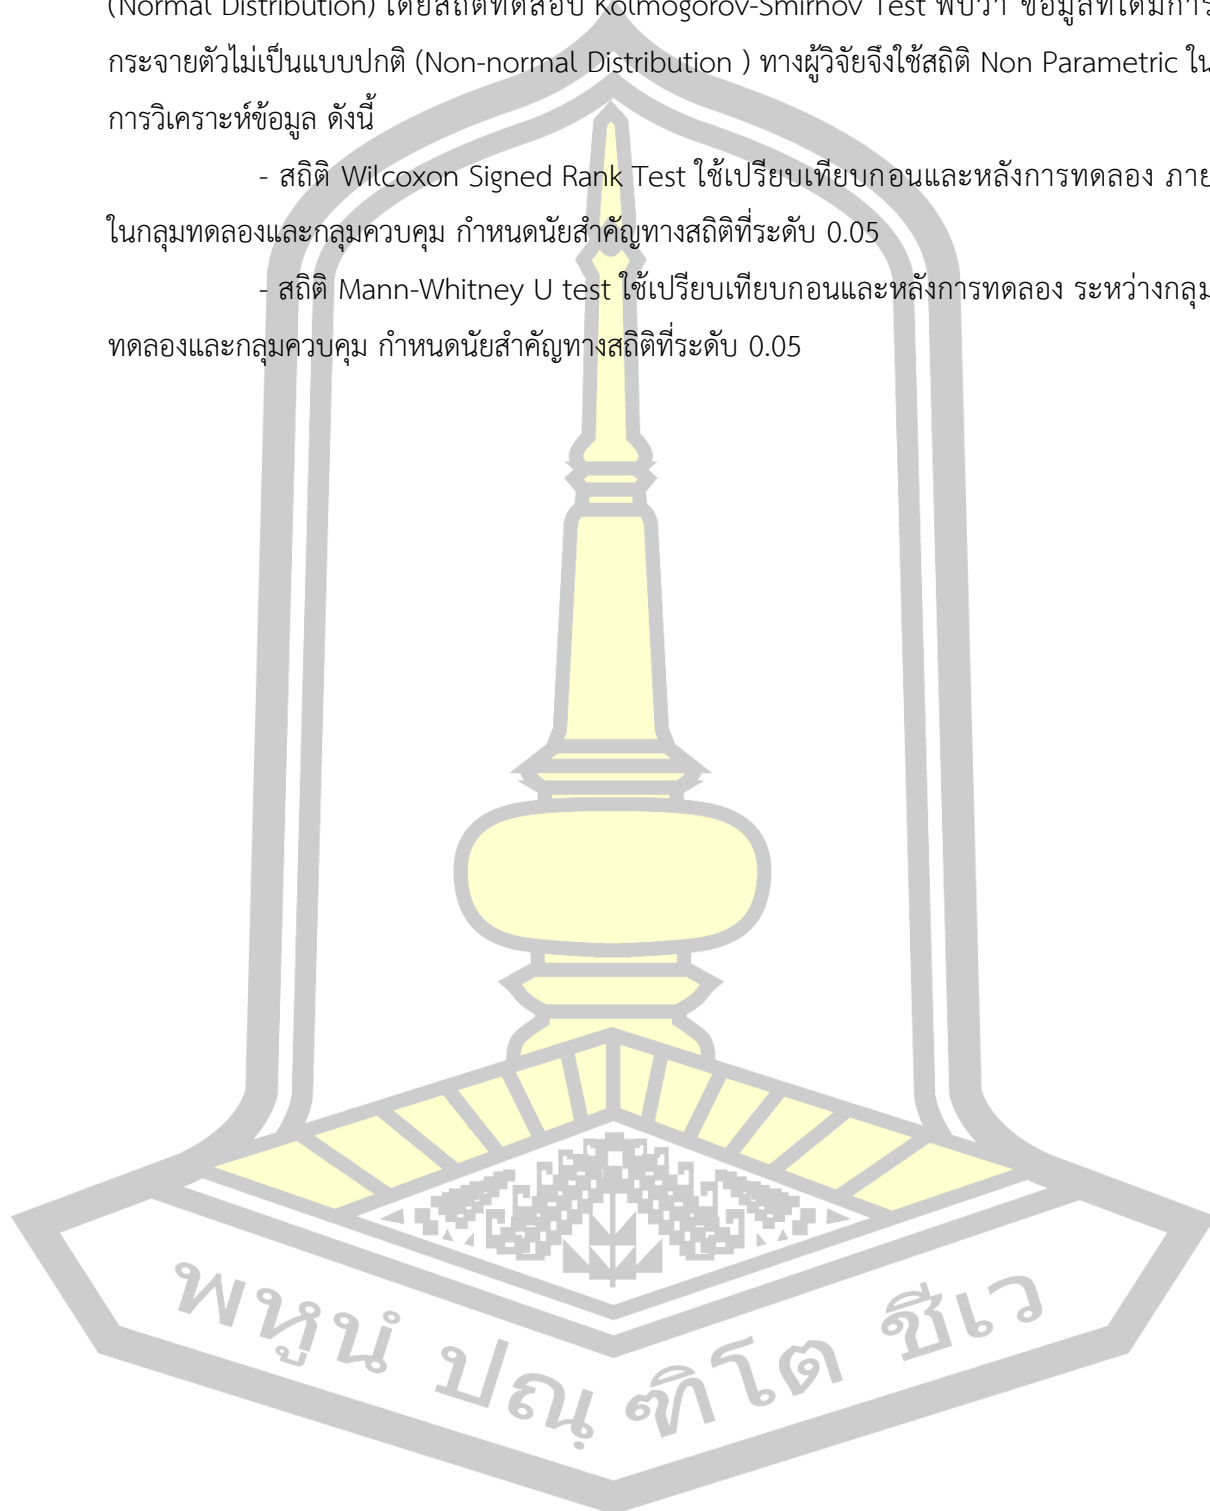 (Normal Distribution) โดยสถิติทดสอบ Kolmogorov-Smirnov Test พบว่า ข้อมูลที่ได้มีการ
กระจายตัวไม่เป็นแบบปกติ (Non-normal Distribution ) ทางผู้วิจัยจึงใช้สถิติ Non Parametric ใน
การวิเคราะห์ข้อมูล ดังนี้
- สถิติ Wilcoxon Signed Rank Test ใช้เปรียบเทียบก่อนและหลังการทดลอง ภาย
ในกลุ่มทดลองและกลุ่มควบคุม กำหนดนัยสำคัญทางสถิติที่ระดับ 0.05
- สถิติ Mann-Whitney U test ใช้เปรียบเทียบก่อนและหลังการทดลอง ระหว่างกลุ่ม
ทดลองและกลุ่มควบคุม กำหนดนัยสำคัญทางสถิติที่ระดับ 0.05
พหูนํ ปณฺ ฑิโต ชีเว